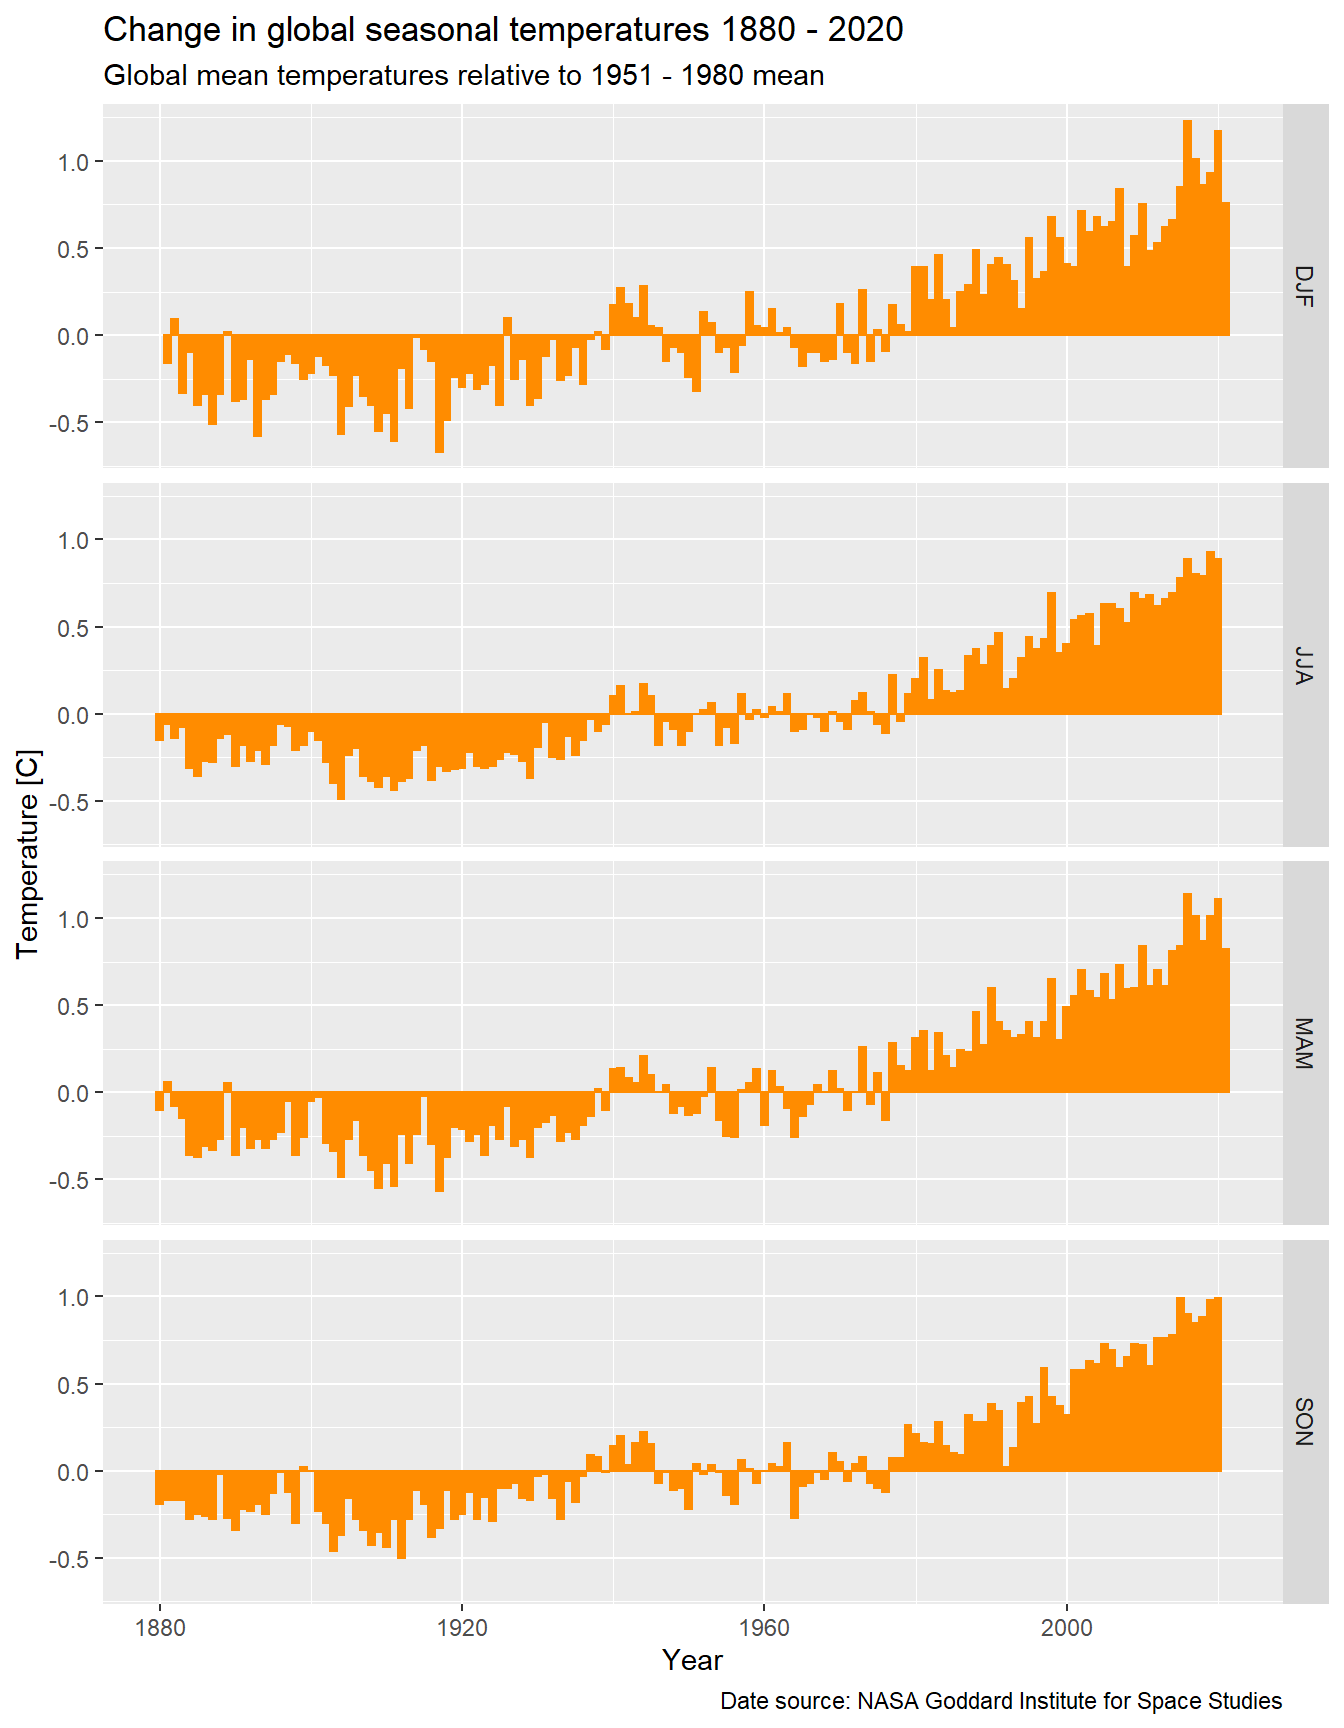 Change in global seasonal temperatures 1880 - 2020
Global mean temperatures relative to 1951 - 1980 mean
1.0
0.5
0.0
-0.5
DJF
1.0
0.5
0.0
-0.5
JJA
Temperature [C]
1.0
0.5
0.0
-0.5
MAM
1.0
0.5
0.0
-0.5
SON
1880 1920 1960 2000
Year
Date source: NASA Goddard Institute for Space Studies